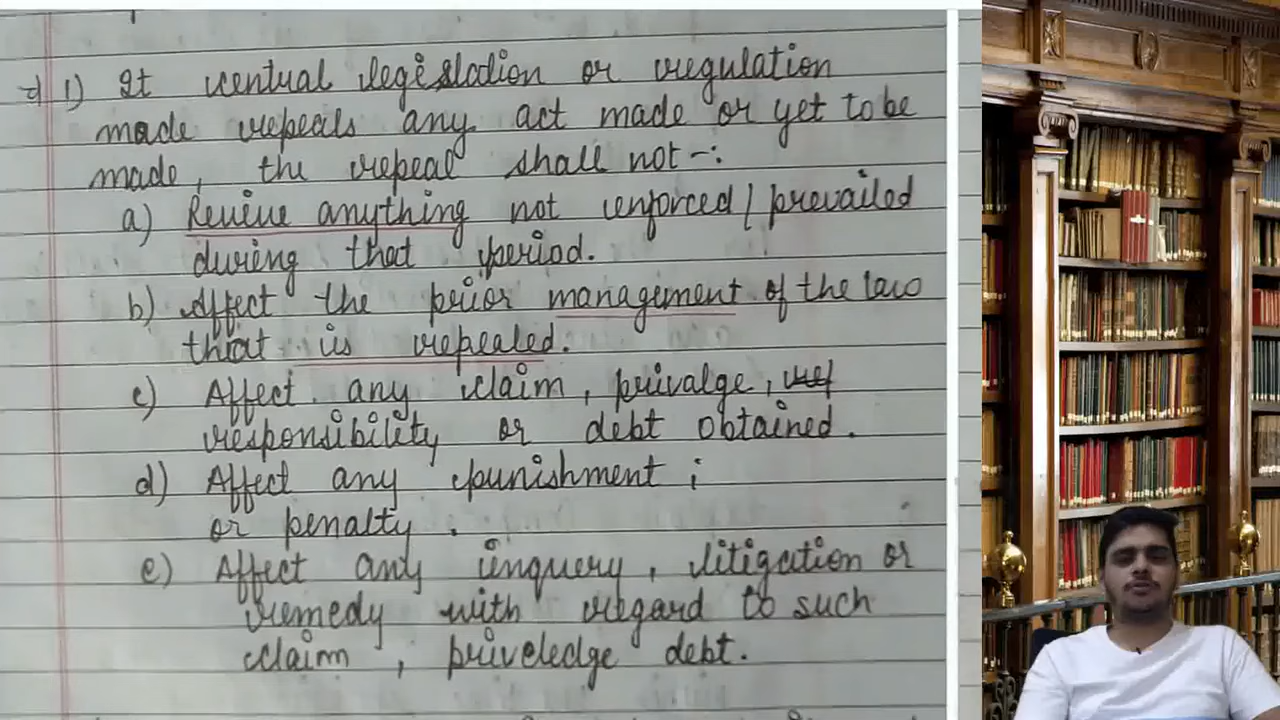 1) It central legislation or regulation
made repeals any act made or yet to be
made, the repeal shall not -:
a) Revive anything not enforced / prevailed
during that period.
b) Affect the prior management of the law
that is repealed.
c) Affect any claim, privalge, ref
responsibility or debt obtained.
d) Affect any punishment ;
or penalty .
e) Affect any inquery, litigation or
remedy with regard to such
claim , priveledge debt.